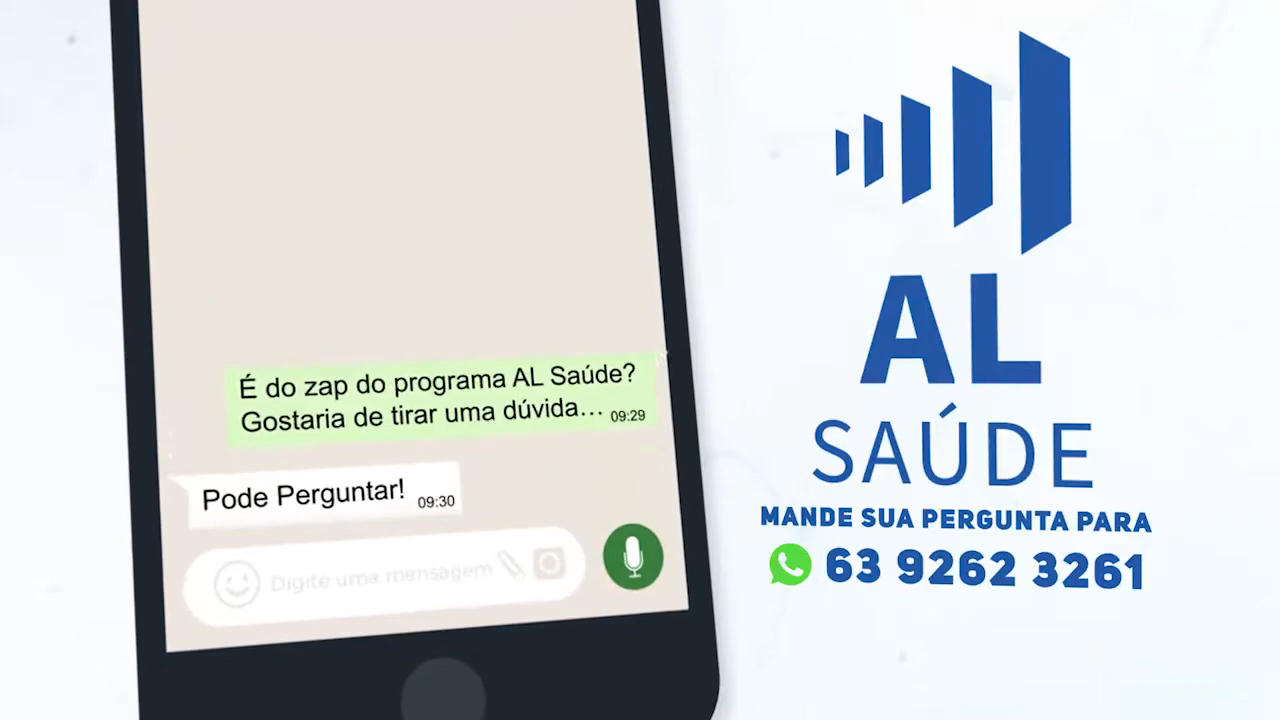 É do zap do programa AL Saúde?
Gostaria de tirar uma dúvida... 09:29
Pode Perguntar! 09:30
Digite uma mensagem
AL
SAÚDE
MANDE SUA PERGUNTA PARA
63 9262 3261